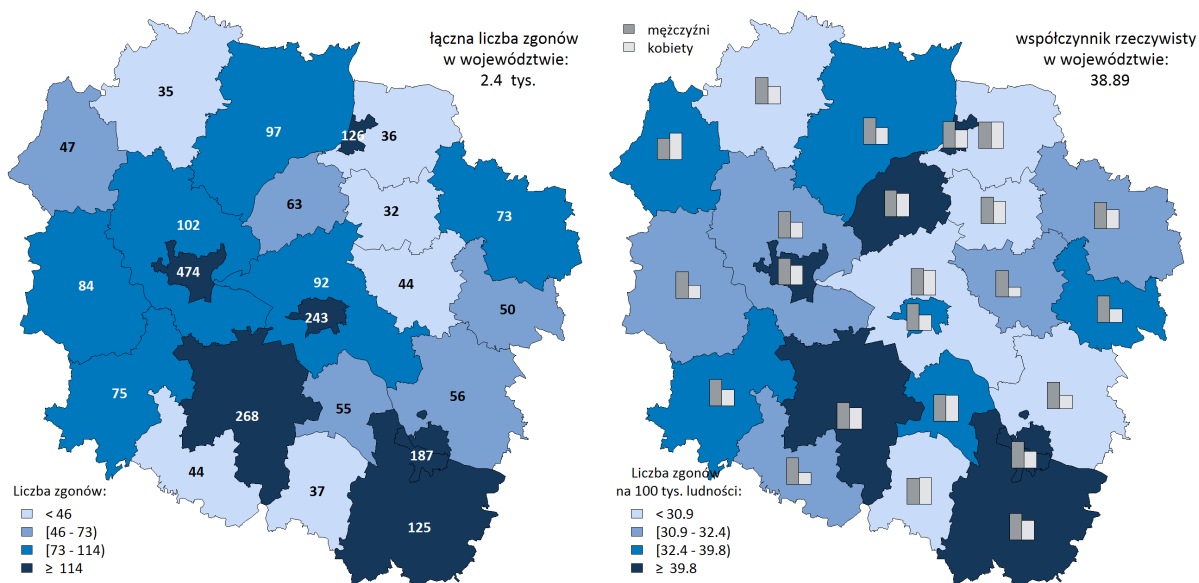 łączna liczba zgonów
w województwie:
2.4 tys.
35
47
97
126
36
63
32
73
102
474
84
92
44
243
50
75
268
55
56
187
44
37
125
Liczba zgonów:
< 46
[46 - 73)
[73 - 114)
≥ 114
mężczyźni
kobiety
współczynnik rzeczywisty
w województwie:
38.89
Liczba zgonów
na 100 tys. ludności:
< 30.9
[30.9 - 32.4)
[32.4 - 39.8)
≥ 39.8